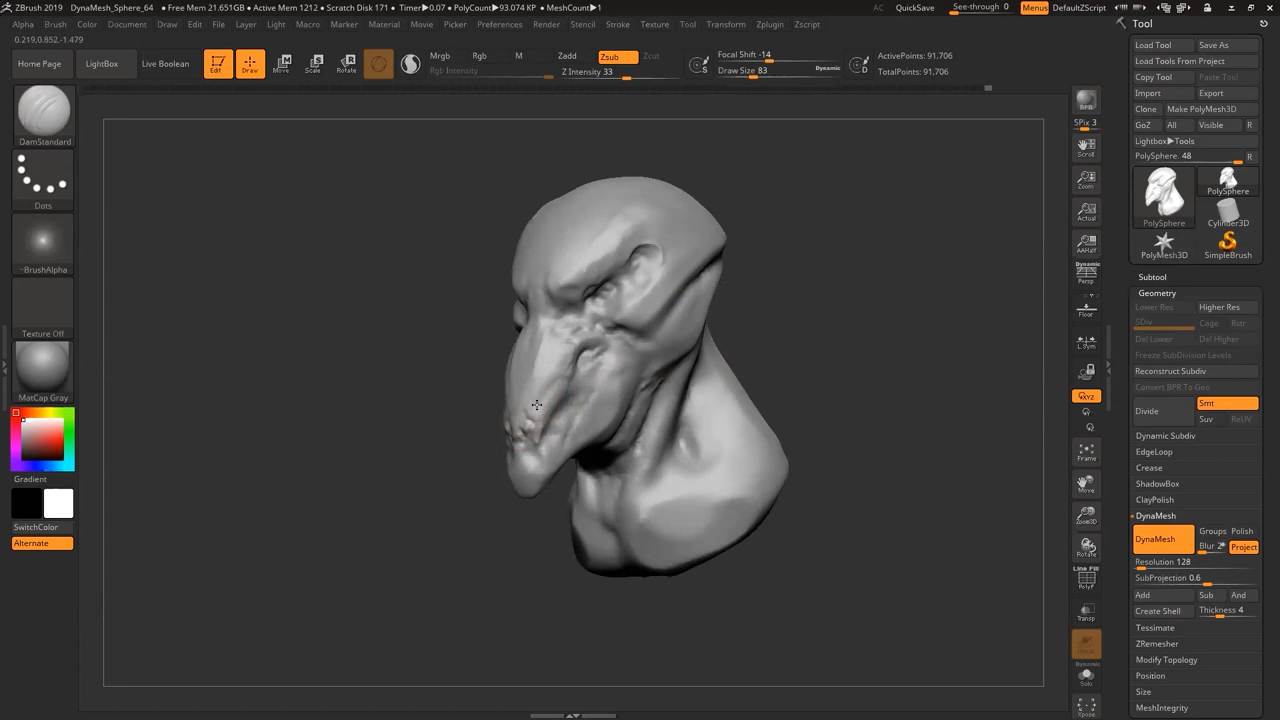 ZBrush 2019 DynaMesh_Sphere_64 • Free Mem 21.651GB • Active Mem 1212 • Scratch Disk 171 • Timer▶0.07 • PolyCount▶93.074 KP • MeshCount▶1 AC QuickSave See-through 0 Menus DefaultZScript
Alpha Brush Color Document Draw Edit File Layer Light Macro Marker Material Movie Picker Preferences Render Stencil Stroke Texture Tool Transform Zplugin Zscript
0.219,0.852,-1.479
Home Page LightBox Live Boolean Edit Draw Move Scale Rotate
Mrgb Rgb M Zadd Zsub Zcut
Rgb Intensity Z Intensity 33
Focal Shift -14
Draw Size 83 Dynamic
ActivePoints: 91,706
TotalPoints: 91,706
DamStandard
Dots
~BrushAlpha
Texture Off
MatCap Gray
Gradient
SwitchColor
Alternate
BPR
SPix 3
Scroll
Zoom
Actual
AAHalf
Dynamic
Persp
Floor
L.Sym
XYZ
Frame
Move
Zoom3D
Rotate
Line Fill
PolyF
Transp
Dynamic
Solo
Xpose
Tool
Load Tool Save As
Load Tools From Project
Copy Tool Paste Tool
Import Export
Clone Make PolyMesh3D
GoZ All Visible R
Lightbox▶Tools
PolySphere. 48 R
PolySphere PolySphere
Cylinder3D
PolyMesh3D SimpleBrush
Subtool
Geometry
Lower Res Higher Res
SDiv Cage Rstr
Del Lower Del Higher
Freeze SubDivision Levels
Reconstruct Subdiv
Convert BPR To Geo
Divide Smt
Suv ReUV
Dynamic Subdiv
EdgeLoop
Crease
ShadowBox
ClayPolish
DynaMesh
DynaMesh Groups Polish
Blur 2 Project
Resolution 128
SubProjection 0.6
Add Sub And
Create Shell Thickness 4
Tessimate
ZRemesher
Modify Topology
Position
Size
MeshIntegrity